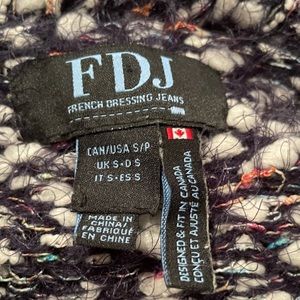 FDJ
FRENCH DRESSING JEANS
CAN/USA S/P
UK S • D S
IT S • ES S
MADE IN
CHINA/
FABRIQUÉ
EN CHINE
DESIGNED & FIT IN CANADA
CONÇU ET AJUSTÉ AU CANADA